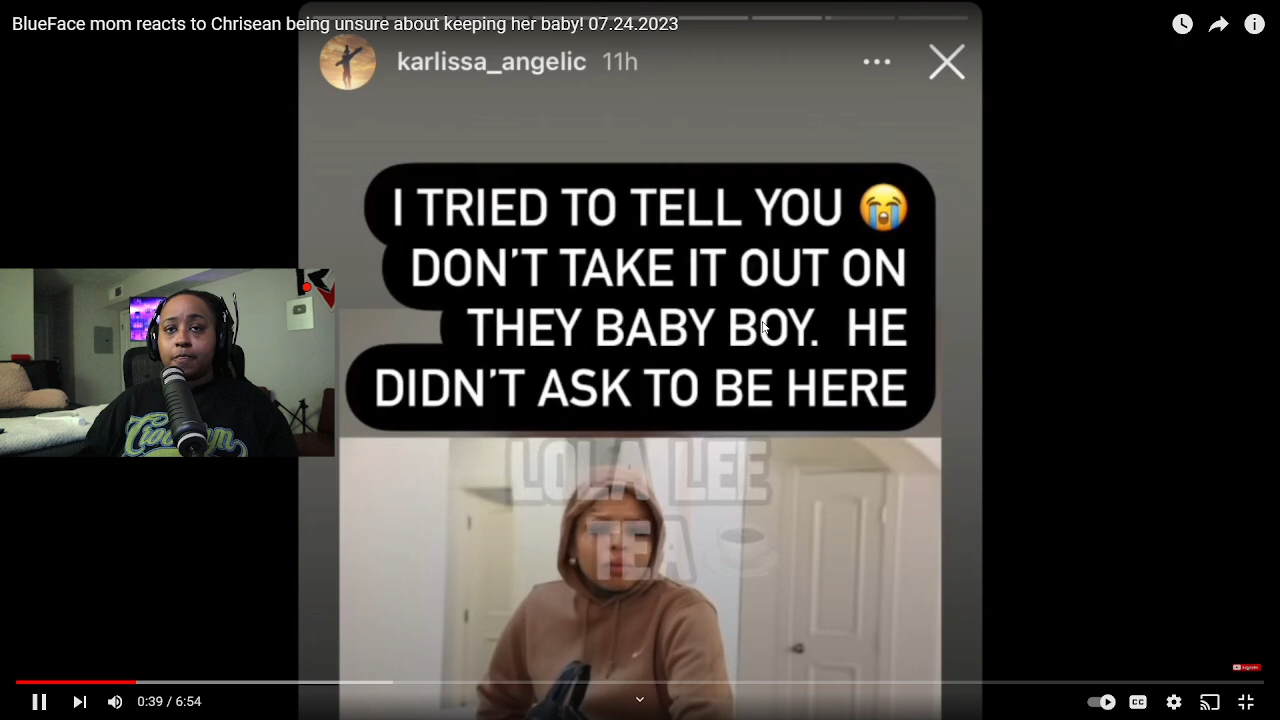 BlueFace mom reacts to Chrisean being unsure about keeping her baby! 07.24.2023
karlissa_angelic 11h
I TRIED TO TELL YOU 😭
DON'T TAKE IT OUT ON
THEY BABY BOY. HE
DIDN'T ASK TO BE HERE
LOLA LEE
TEA
0:39 / 6:54
CC